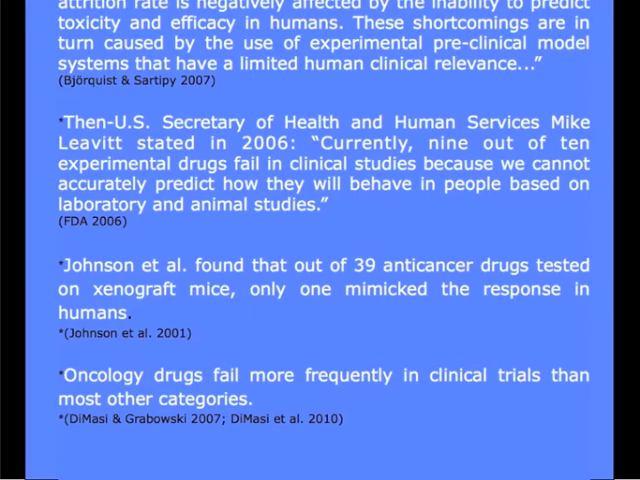 attrition rate is negatively affected by the inability to predict
toxicity and efficacy in humans. These shortcomings are in
turn caused by the use of experimental pre-clinical model
systems that have a limited human clinical relevance...”
(Björquist & Sartipy 2007)
*Then-U.S. Secretary of Health and Human Services Mike
Leavitt stated in 2006: “Currently, nine out of ten
experimental drugs fail in clinical studies because we cannot
accurately predict how they will behave in people based on
laboratory and animal studies.”
(FDA 2006)
*Johnson et al. found that out of 39 anticancer drugs tested
on xenograft mice, only one mimicked the response in
humans.
*(Johnson et al. 2001)
*Oncology drugs fail more frequently in clinical trials than
most other categories.
*(DiMasi & Grabowski 2007; DiMasi et al. 2010)